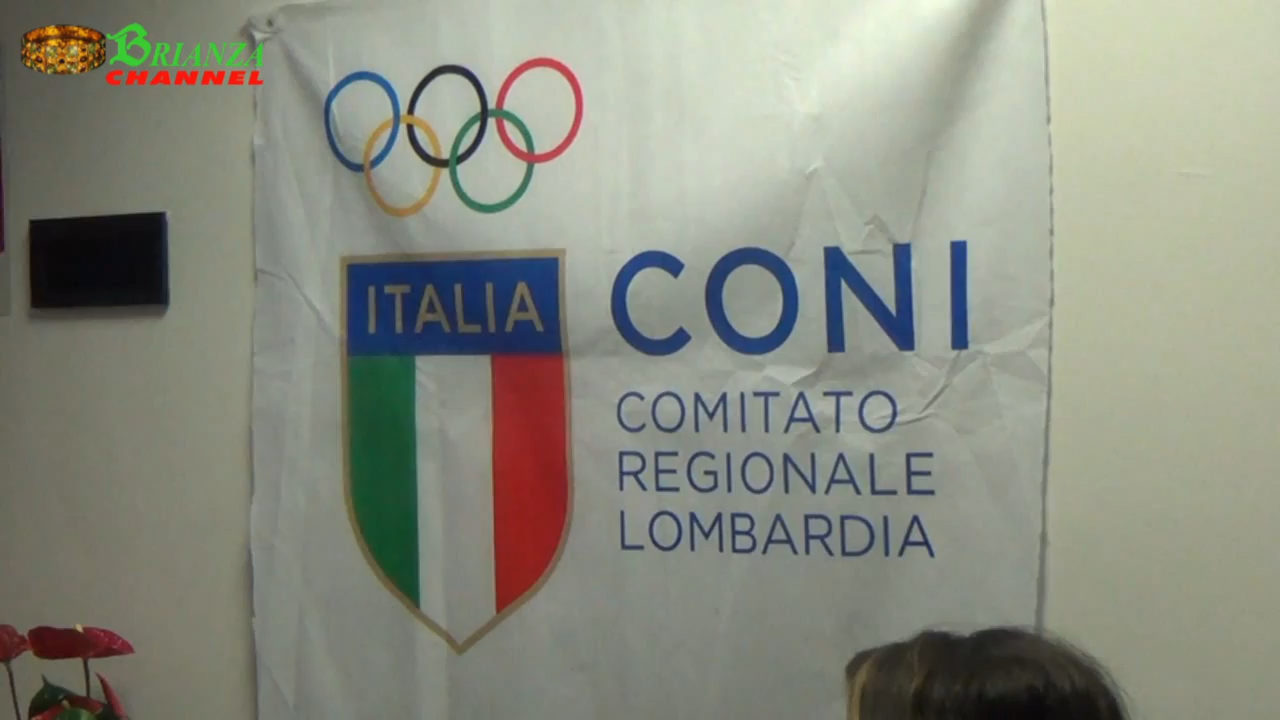 BRIANZA
CHANNEL
ITALIA
CONI
COMITATO
REGIONALE
LOMBARDIA